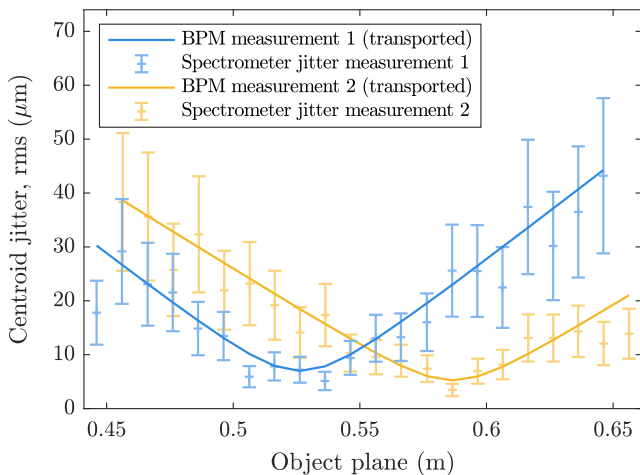 70
60
50
40
30
20
10
0
Centroid jitter, rms (μm)
BPM measurement 1 (transported)
Spectrometer jitter measurement 1
BPM measurement 2 (transported)
Spectrometer jitter measurement 2
0.45 0.5 0.55 0.6 0.65
Object plane (m)